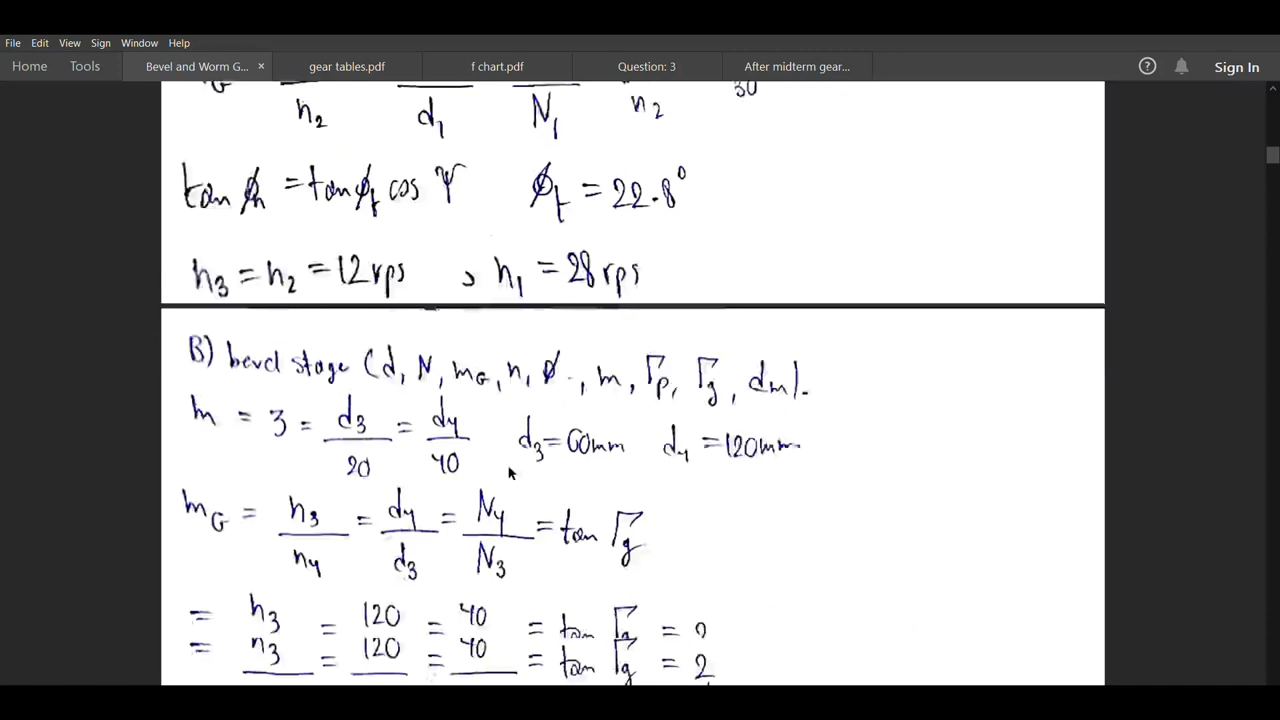 File Edit View Sign Window Help
Home Tools Bevel and Worm G... × gear tables.pdf f chart.pdf Question: 3 After midterm gear... ? Sign In
n₂ d₁ N₁ n₂ 30
tan ϕn = tanϕt cos Ψ ϕt = 22.8°
n₃ = n₂ = 12 rps , n₁ = 28 rps
B) bevel stage (d, N, mG, n, ϕ , m, Γp, Γg, dm).
m = 3 = d₃/20 = d4/40 d₃ = 60mm d4 = 120mm
mG = n₃/n4 = d4/d₃ = N4/N₃ = tan Γg
= n₃ = 120 = 40 = tan Γg =
= n₃ = 120 = 40 = tan Γg = 2